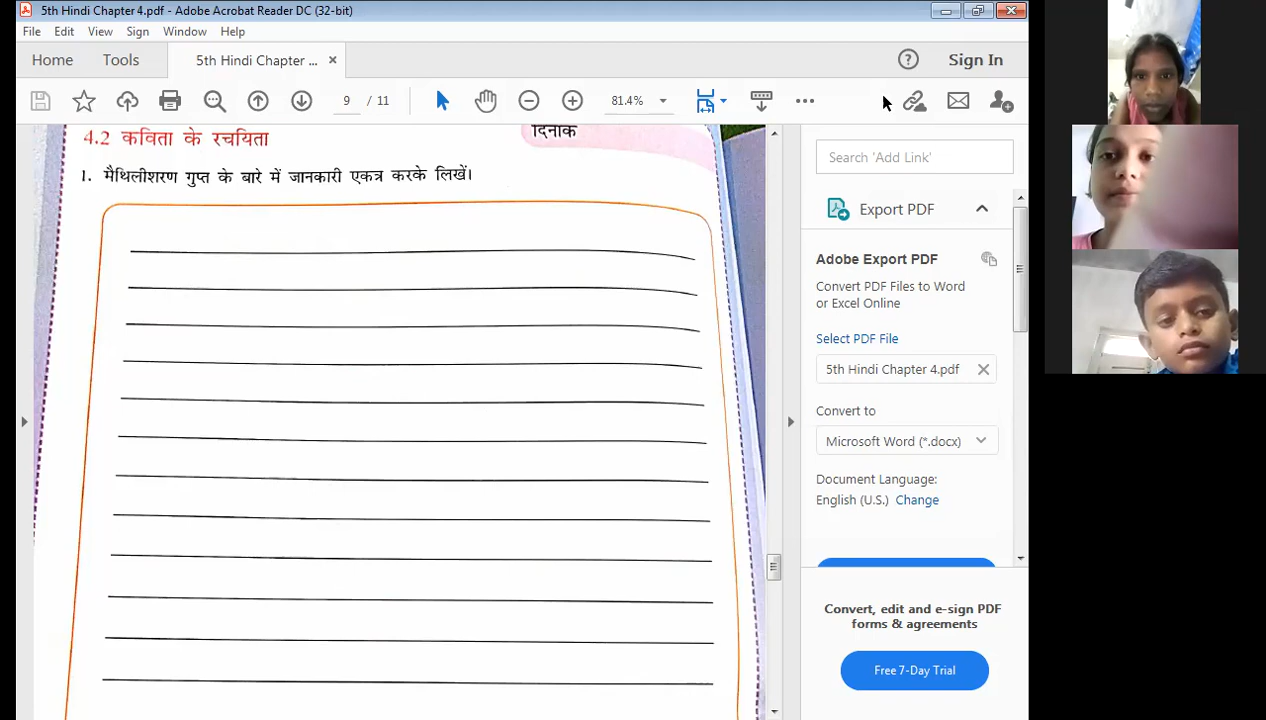 5th Hindi Chapter 4.pdf - Adobe Acrobat Reader DC (32-bit)
File Edit View Sign Window Help
Home Tools 5th Hindi Chapter ... Sign In
9 / 11 81.4%
4.2 कविता के रचयिता
दिनांक
1. मैथिलीशरण गुप्त के बारे में जानकारी एकत्र करके लिखें।
Search 'Add Link'
Export PDF
Adobe Export PDF
Convert PDF Files to Word
or Excel Online
Select PDF File
5th Hindi Chapter 4.pdf
Convert to
Microsoft Word (*.docx)
Document Language:
English (U.S.) Change
Convert, edit and e-sign PDF
forms & agreements
Free 7-Day Trial